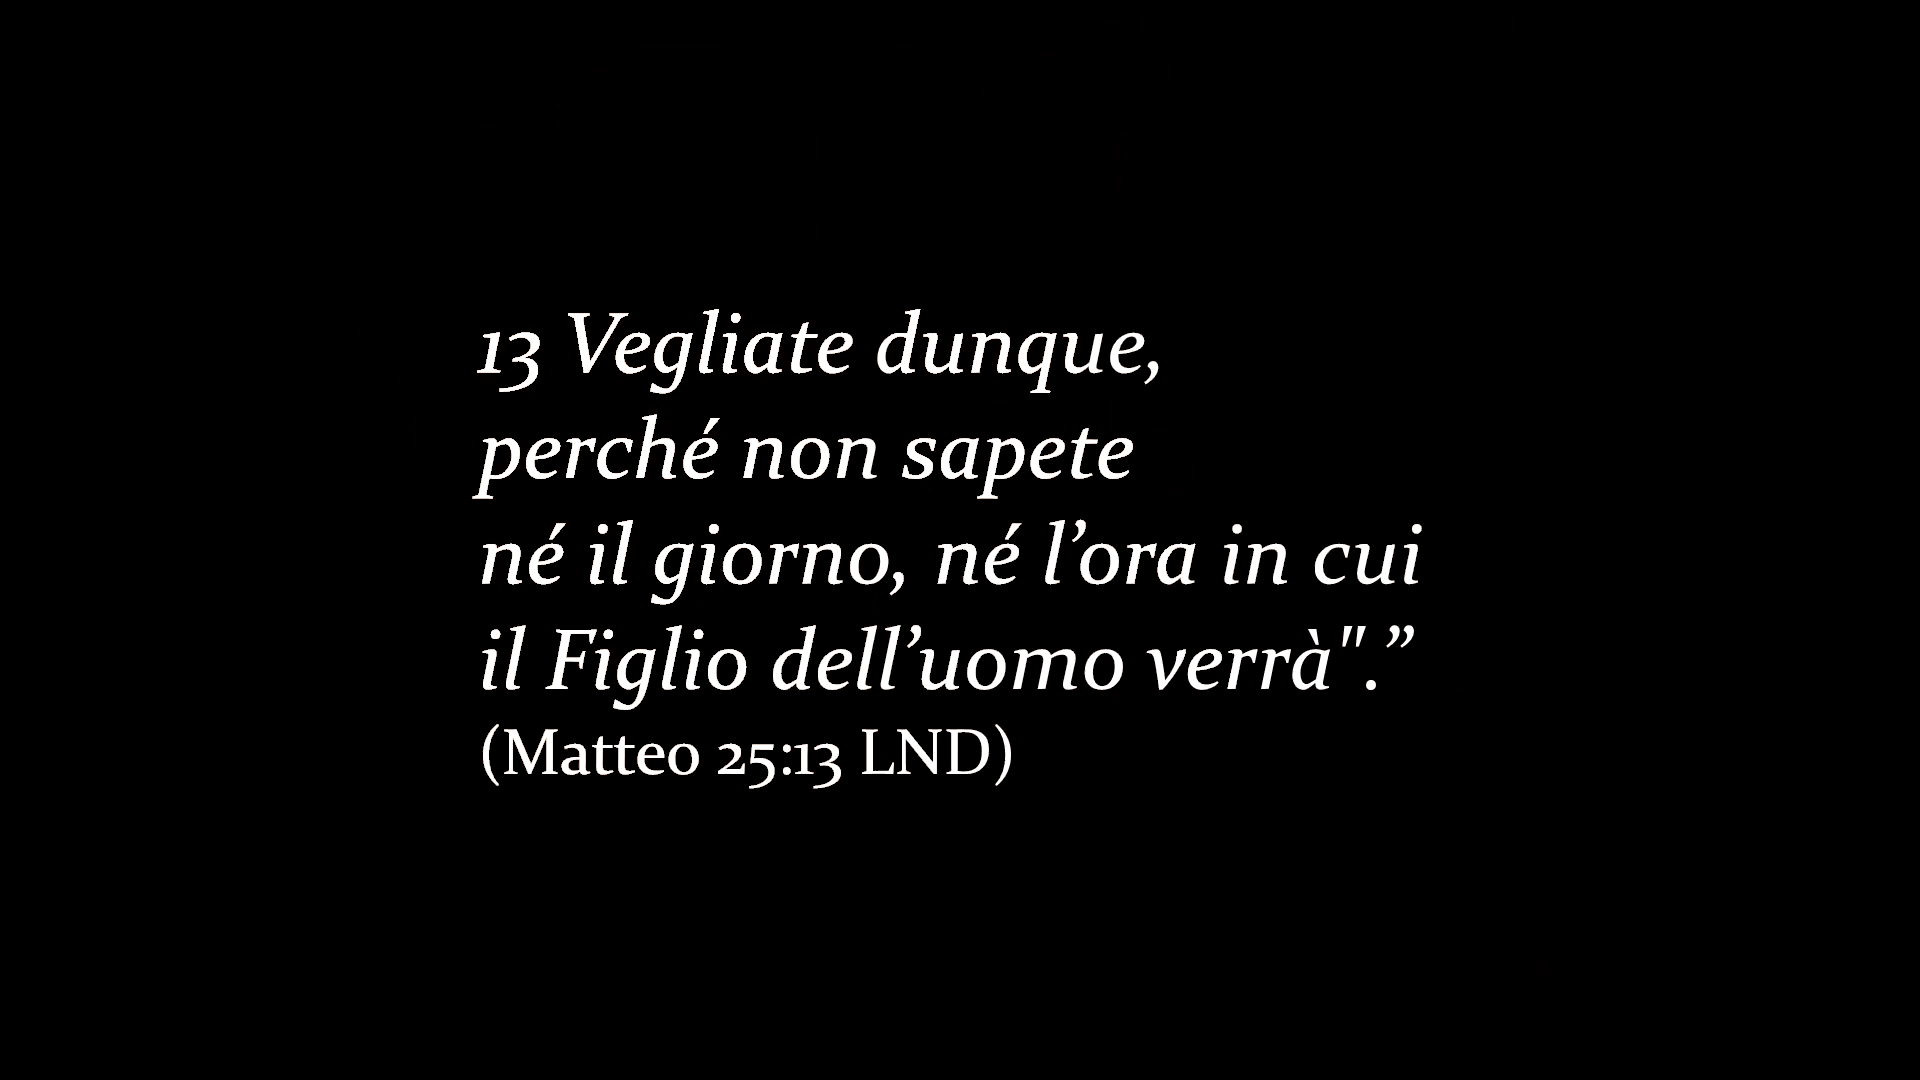 13 Vegliate dunque,
perché non sapete
né il giorno, né l’ora in cui
il Figlio dell’uomo verrà".”
(Matteo 25:13 LND)